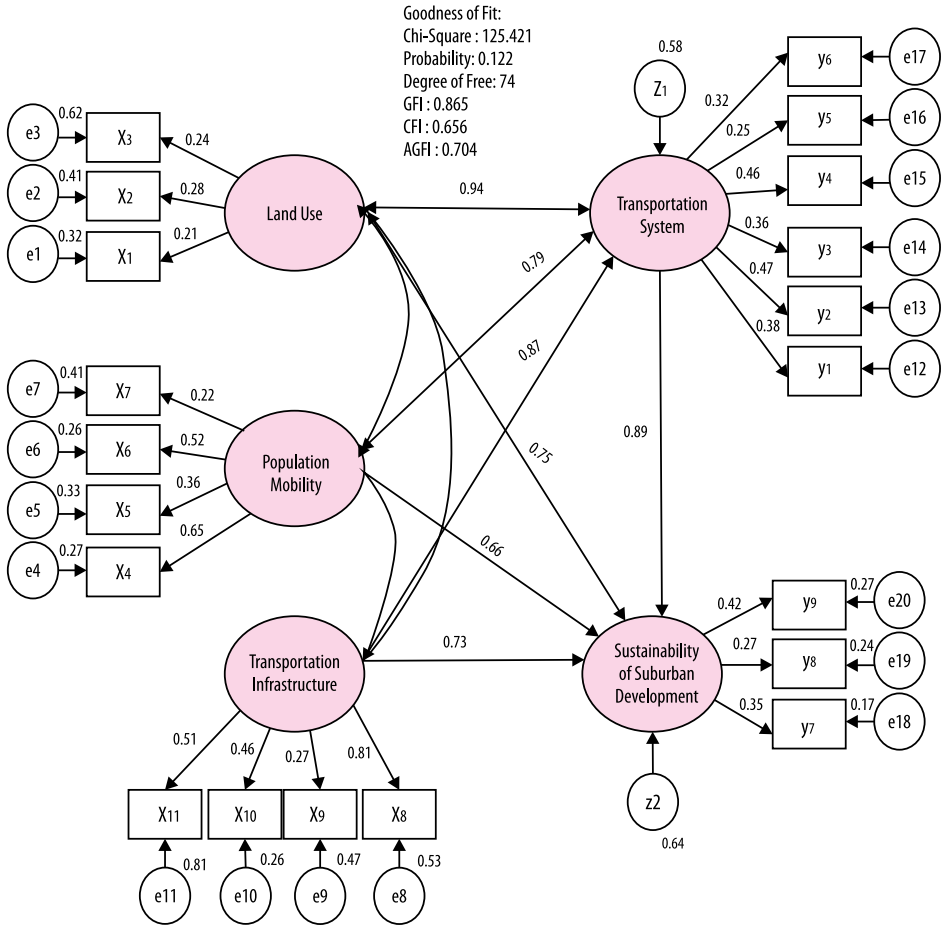 Goodness of Fit:
Chi-Square : 125.421
Probability: 0.122
Degree of Free: 74
GFI : 0.865
CFI : 0.656
AGFI : 0.704
0.58
Z1
e3
0.62
X3
0.24
e2
0.41
X2
0.28
e1
0.32
X1
0.21
Land Use
0.94
Transportation
System
0.32
y6
e17
0.25
y5
e16
0.46
y4
e15
0.36
y3
e14
0.47
y2
e13
0.38
y1
e12
0.79
0.87
0.89
0.75
e7
0.41
X7
0.22
e6
0.26
X6
0.52
e5
0.33
X5
0.36
e4
0.27
X4
0.65
Population
Mobility
0.66
Transportation
Infrastructure
0.73
Sustainability
of Suburban
Development
0.42
y9
0.27
e20
0.27
y8
0.24
e19
0.35
y7
0.17
e18
0.51
0.46
0.27
0.81
X11
X10
X9
X8
0.81
0.26
0.47
0.53
e11
e10
e9
e8
z2
0.64